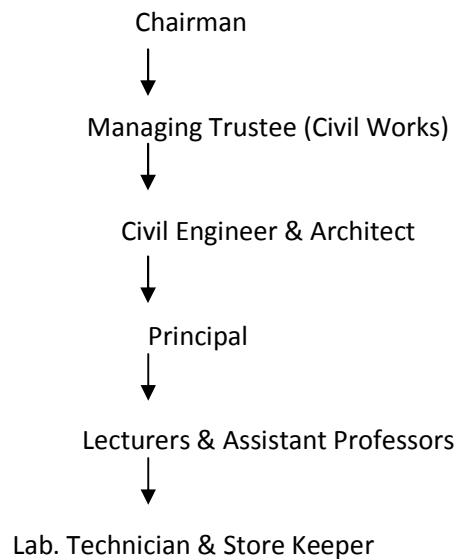 Chairman
Managing Trustee (Civil Works)
Civil Engineer & Architect
Principal
Lecturers & Assistant Professors
Lab. Technician & Store Keeper